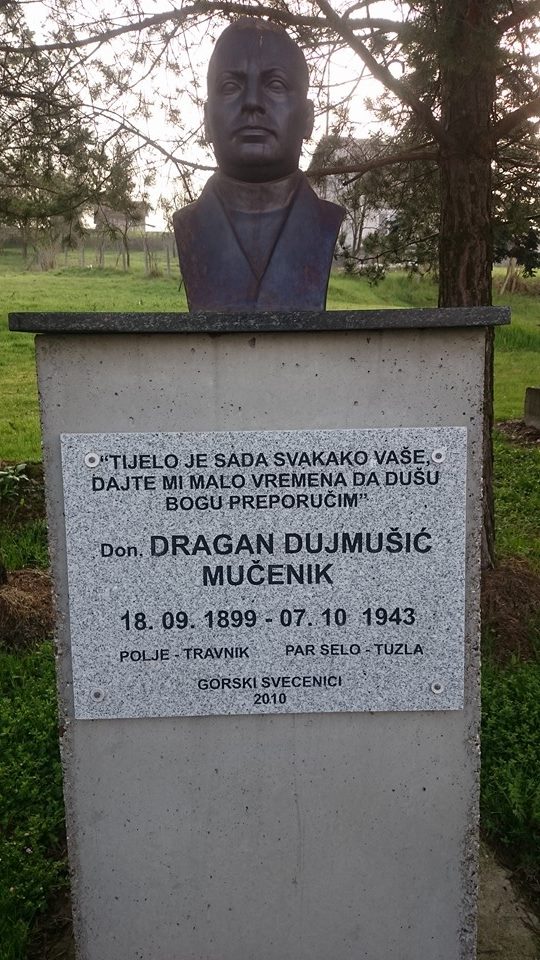 “TIJELO JE SADA SVAKAKO VAŠE,
DAJTE MI MALO VREMENA DA DUŠU
BOGU PREPORUČIM”
Don. DRAGAN DUJMUŠIĆ
MUČENIK
18. 09. 1899 - 07. 10 1943
POLJE - TRAVNIK PAR SELO - TUZLA
GORSKI SVECENICI
2010